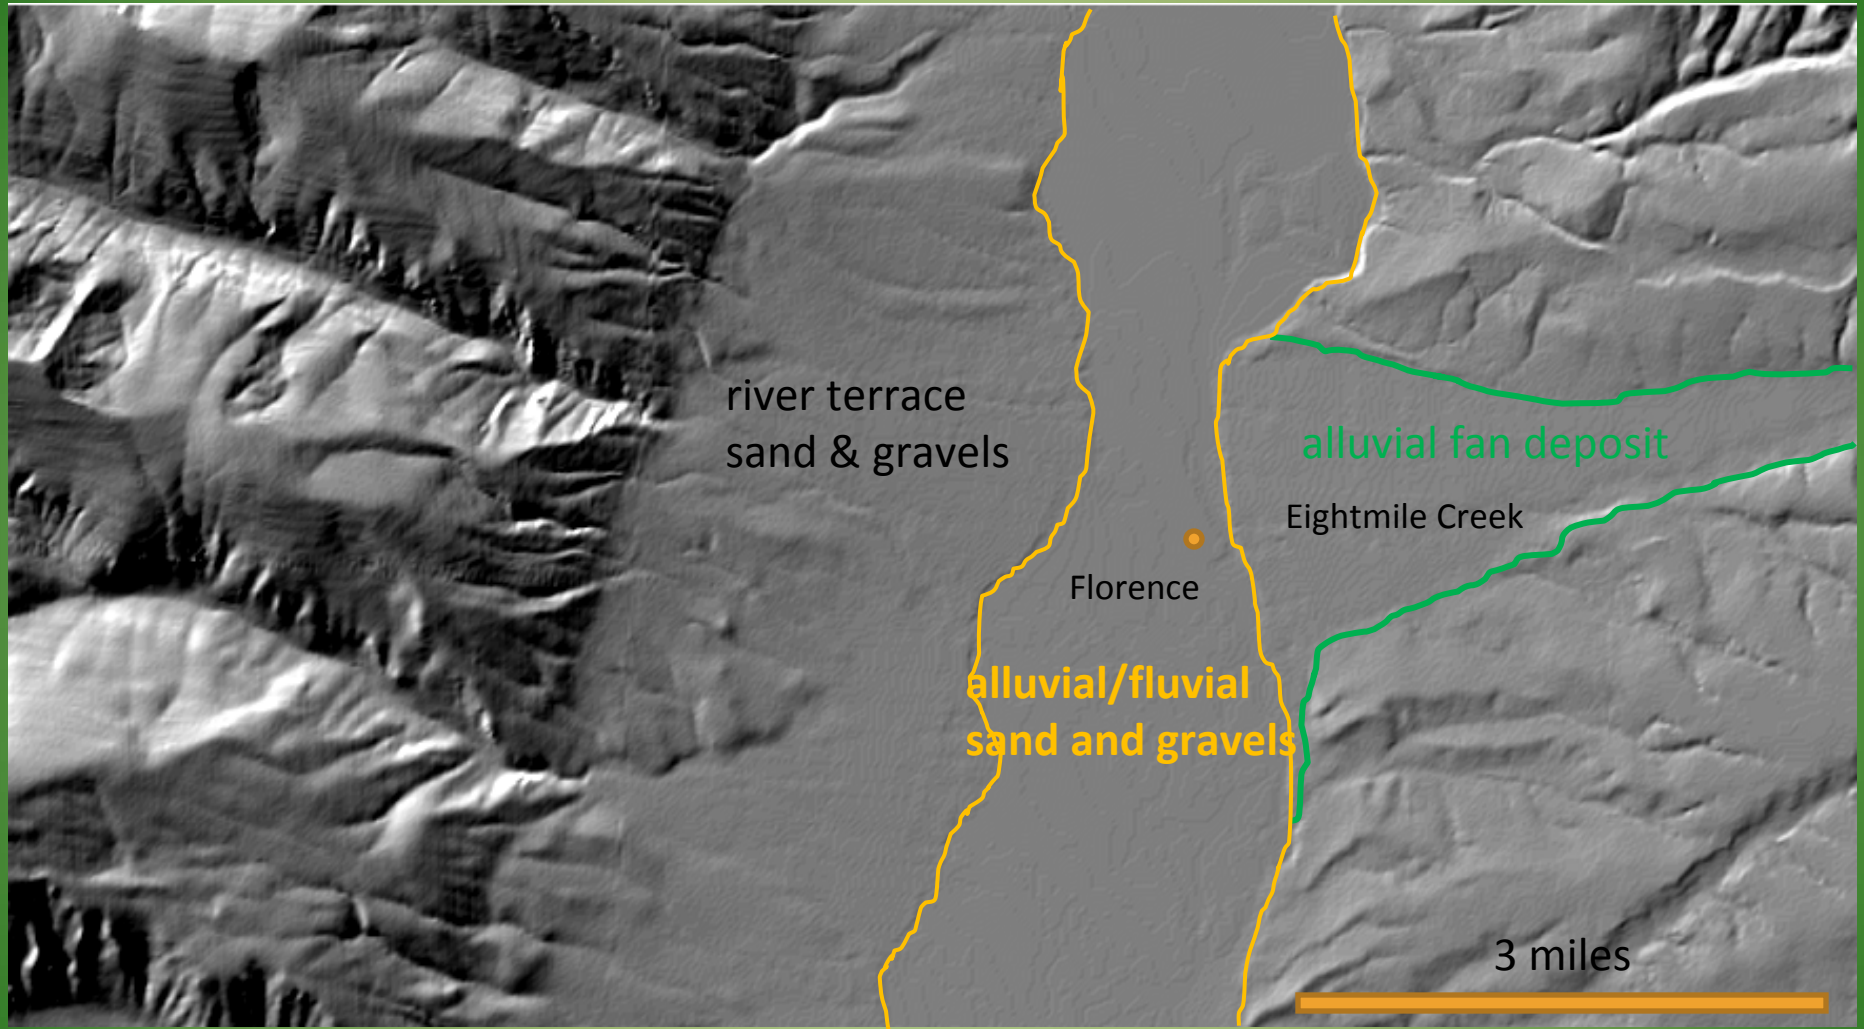 river terrace
sand & gravels
alluvial fan deposit
Eightmile Creek
Florence
alluvial/fluvial
sand and gravels
3 miles